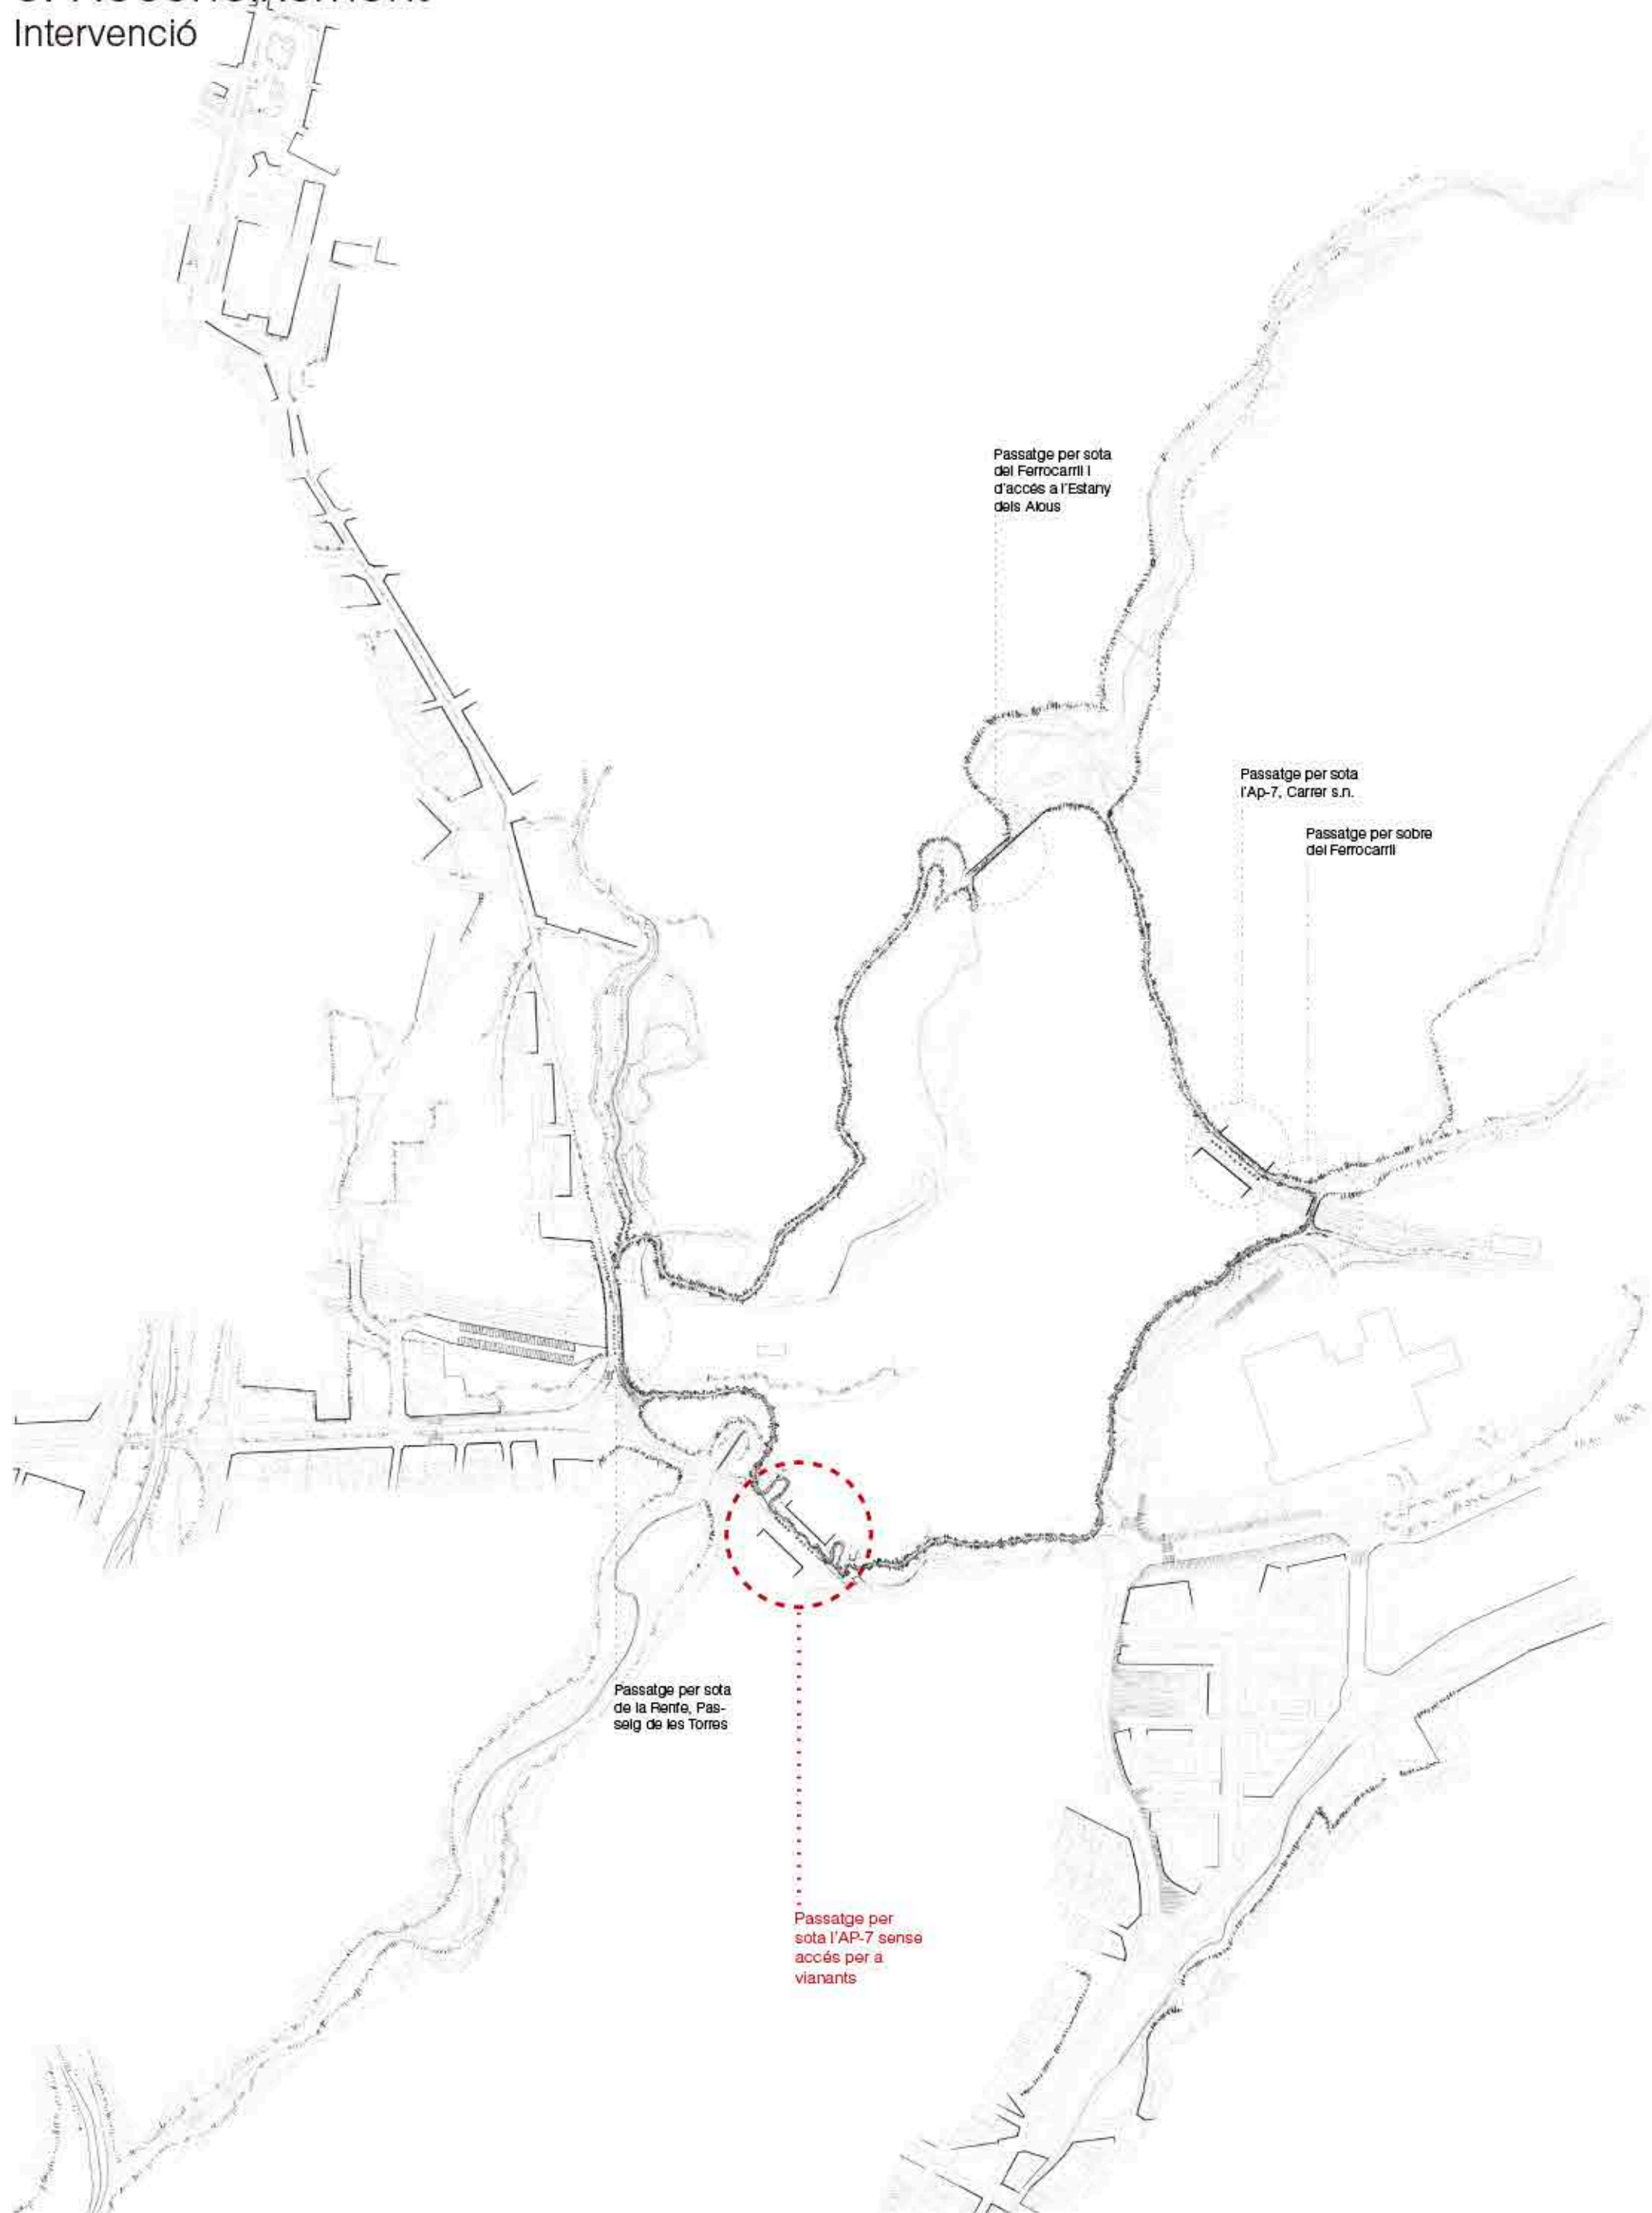 Intervenció
Passatge per sota
del Ferrocarril i
d'accés a l'Estany
dels Alous
Passatge per sota
l'Ap-7, Carrer s.n.
Passatge per sobre
del Ferrocarril
Passatge per sota
de la Renfe, Pas-
seig de les Torres
Passatge per
sota l'AP-7 sense
accés per a
vianants